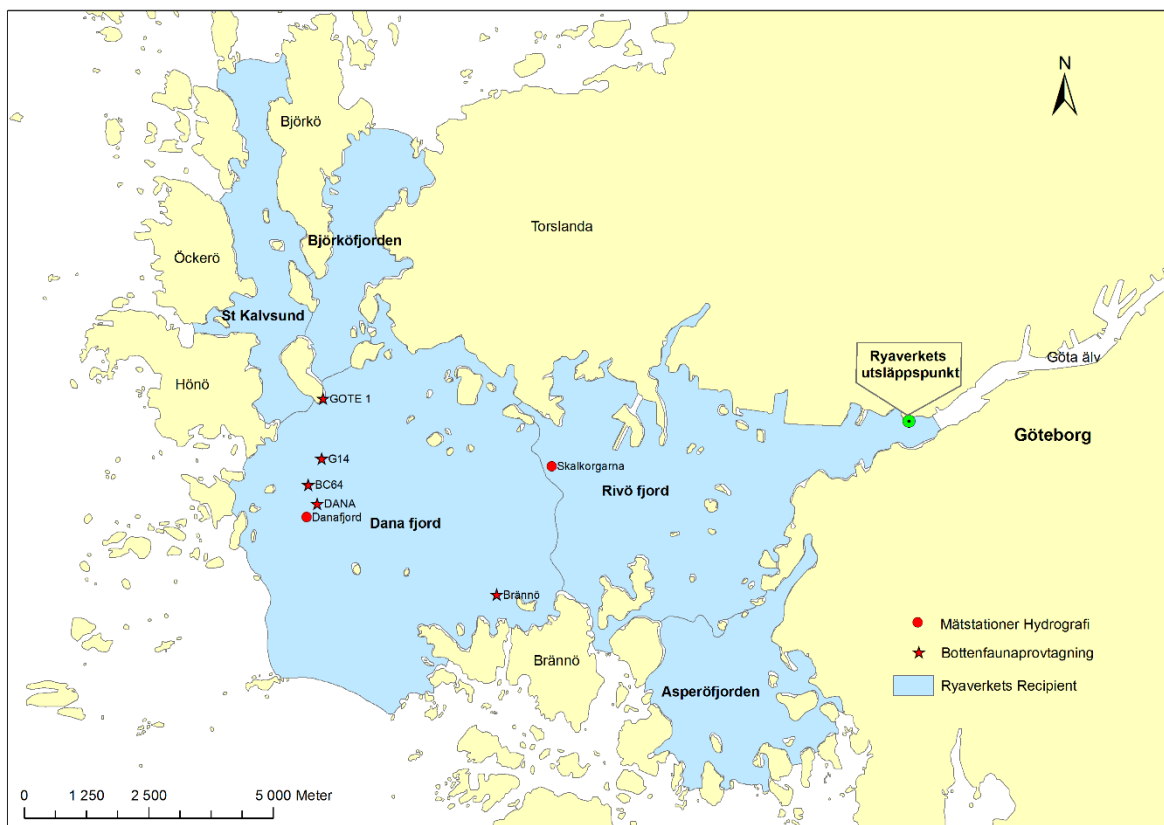 N
Björkö
Torslanda
Björköfjorden
Öckerö
St Kalvsund
Göta älv
Ryaverkets
utsläppspunkt
Hönö
GOTE 1
Göteborg
G14
Skalkorgarna
BC64
Rivö fjord
DANA
Danafjord
Dana fjord
Brännö
Mätstationer Hydrografi
Bottenfaunaprovtagning
Brännö
Asperöfjorden
Ryaverkets Recipient
0 1 250 2 500 5 000 Meter